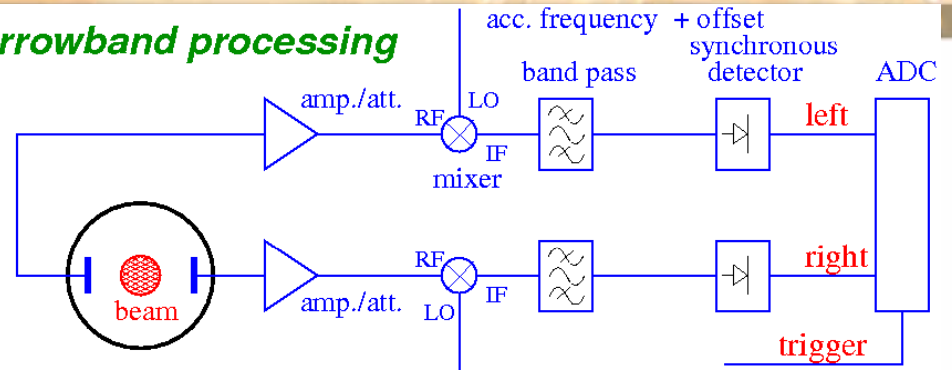 rrowband processing
acc. frequency + offset
synchronous
band pass detector ADC
amp./att.
RF LO
left
IF
mixer
RF
right
IF
beam
amp./att.
LO
trigger